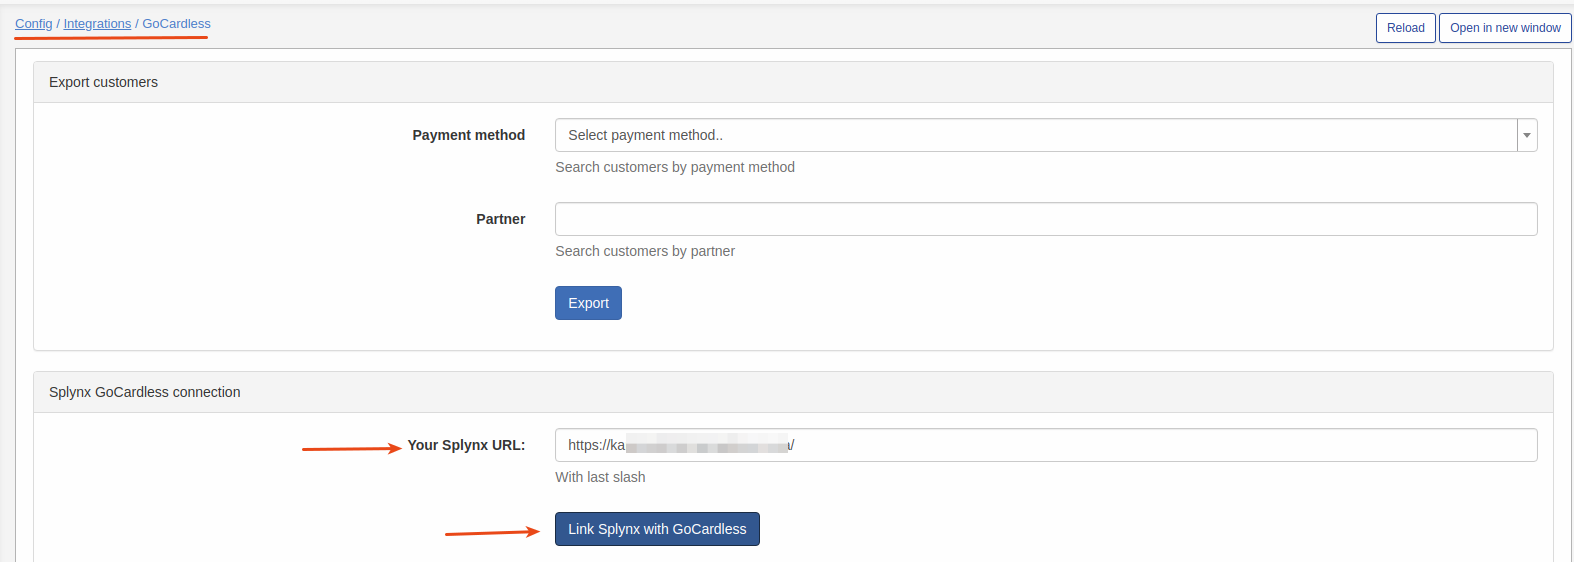 Config / Integrations / GoCardless
Reload
Open in new window
Export customers
Payment method
Select payment method..
Search customers by payment method
Partner
Search customers by partner
Export
Splynx GoCardless connection
Your Splynx URL:
https://ka
/
With last slash
Link Splynx with GoCardless